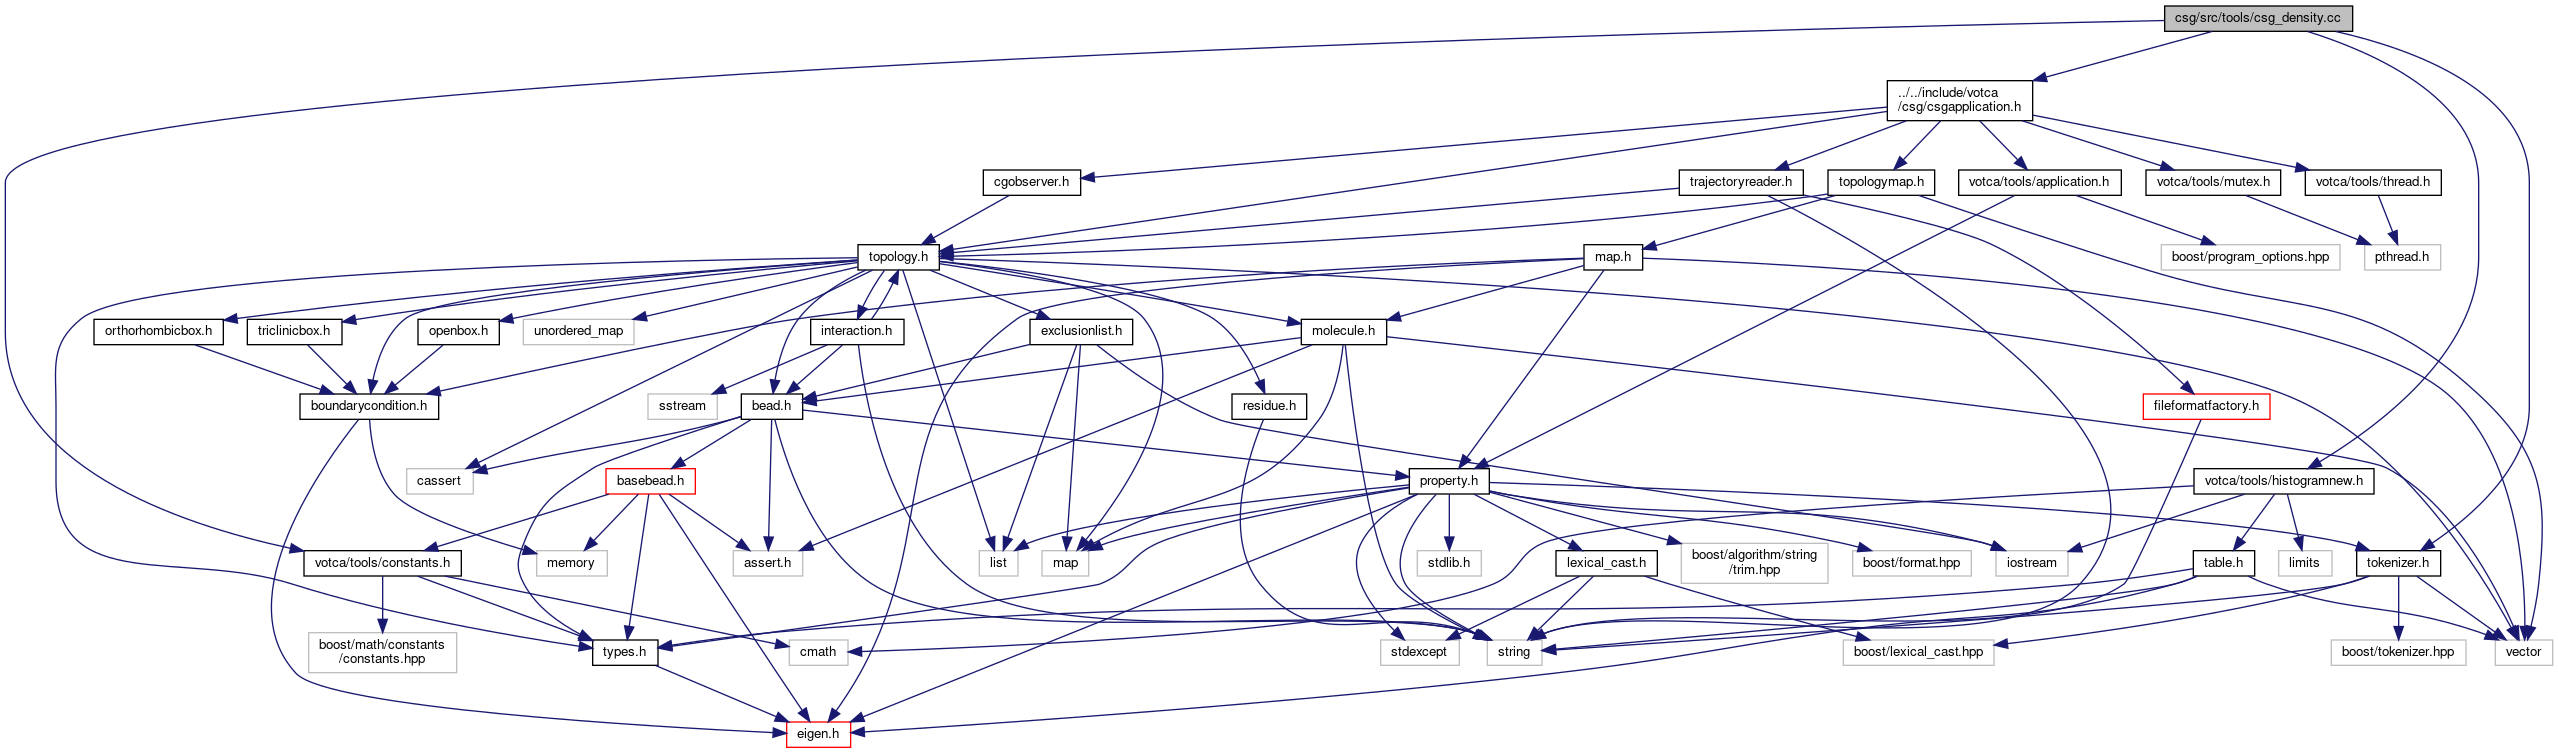 csg/src/tools/csg_density.cc
../../include/votca
/csg/csgapplication.h
cgobserver.h
trajectoryreader.h
topologymap.h
votca/tools/application.h
votca/tools/mutex.h
votca/tools/thread.h
topology.h
map.h
boost/program_options.hpp
pthread.h
orthorhombicbox.h
triclinicbox.h
openbox.h
unordered_map
interaction.h
exclusionlist.h
molecule.h
boundarycondition.h
sstream
bead.h
residue.h
fileformatfactory.h
cassert
basebead.h
property.h
votca/tools/histogramnew.h
votca/tools/constants.h
memory
assert.h
list
map
stdlib.h
lexical_cast.h
boost/algorithm/string
/trim.hpp
boost/format.hpp
iostream
table.h
limits
tokenizer.h
boost/math/constants
/constants.hpp
types.h
cmath
stdexcept
string
boost/lexical_cast.hpp
boost/tokenizer.hpp
vector
eigen.h